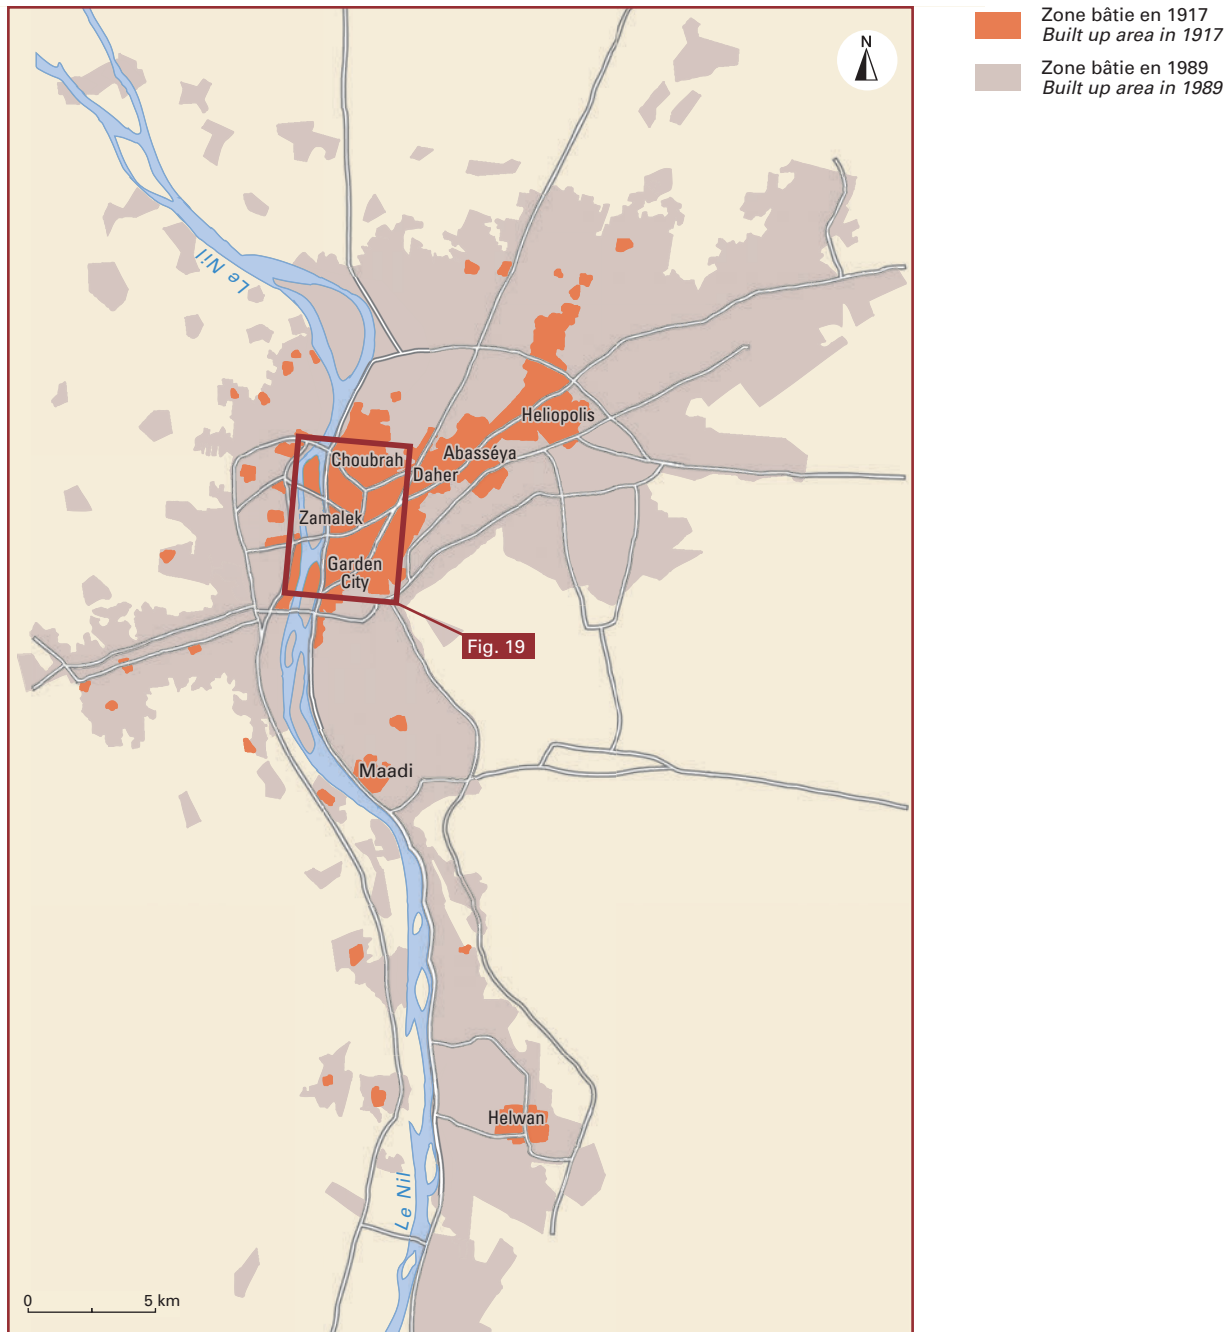 Zone bâtie en 1917
Built up area in 1917
Zone bâtie en 1989
Built up area in 1989
N
Le Nil
Heliopolis
Abasséya
Choubrah
Daher
Zamalek
Garden
City
Fig. 19
Maadi
Helwan
Le Nil
0 5 km